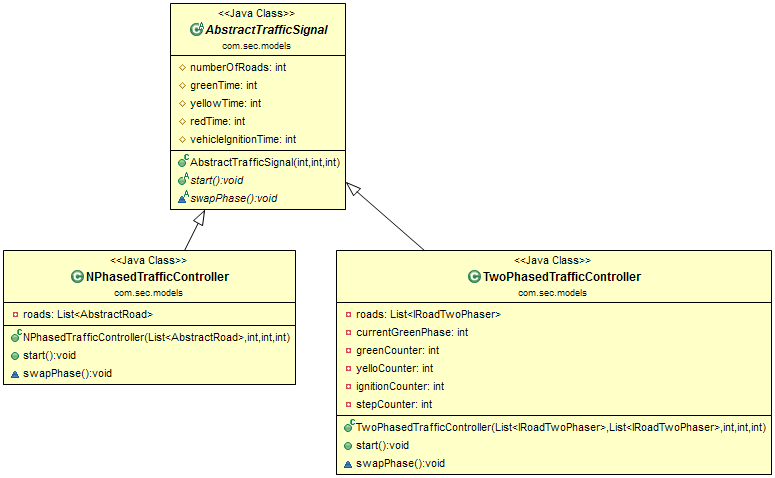 <<Java Class>>
AbstractTrafficSignal
com.sec.models
numberOfRoads: int
greenTime: int
yellowTime: int
redTime: int
vehicleIgnitionTime: int
AbstractTrafficSignal(int,int,int)
start():void
swapPhase():void
<<Java Class>>
NPhasedTrafficController
com.sec.models
roads: List<AbstractRoad>
NPhasedTrafficController(List<AbstractRoad>,int,int,int)
start():void
swapPhase():void
<<Java Class>>
TwoPhasedTrafficController
com.sec.models
roads: List<IRoadTwoPhaser>
currentGreenPhase: int
greenCounter: int
yelloCounter: int
ignitionCounter: int
stepCounter: int
TwoPhasedTrafficController(List<IRoadTwoPhaser>,List<IRoadTwoPhaser>,int,int,int)
start():void
swapPhase():void